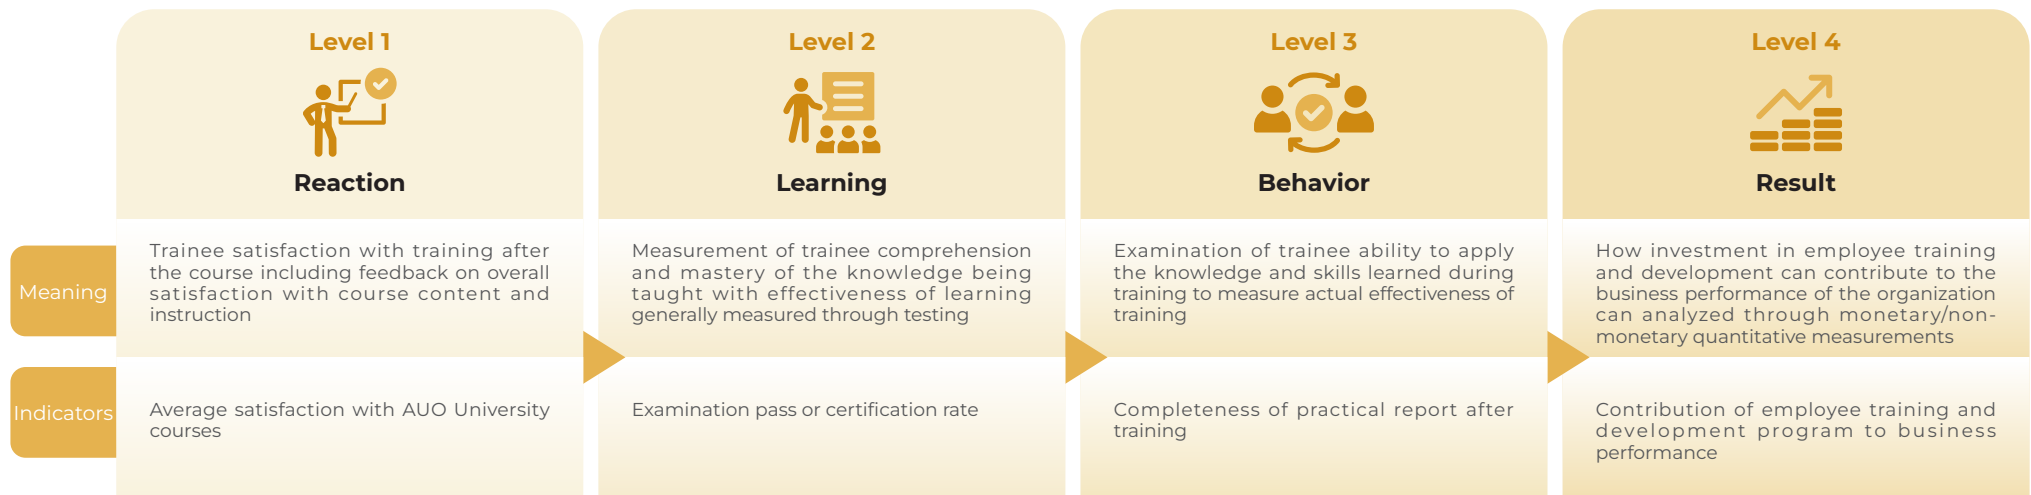 Level 1
Reaction
Level 2
Learning
Level 3
Behavior
Level 4
Result
Meaning
Trainee satisfaction with training after
the course including feedback on overall
satisfaction with course content and
instruction
Measurement of trainee comprehension
and mastery of the knowledge being
taught with effectiveness of learning
generally measured through testing
Examination of trainee ability to apply
the knowledge and skills learned during
training to measure actual effectiveness of
training
How investment in employee training
and development can contribute to the
business performance of the organization
can analyzed through monetary/non-
monetary quantitative measurements
Indicators
Average satisfaction with AUO University
courses
Examination pass or certification rate
Completeness of practical report after
training
Contribution of employee training and
development program to business
performance